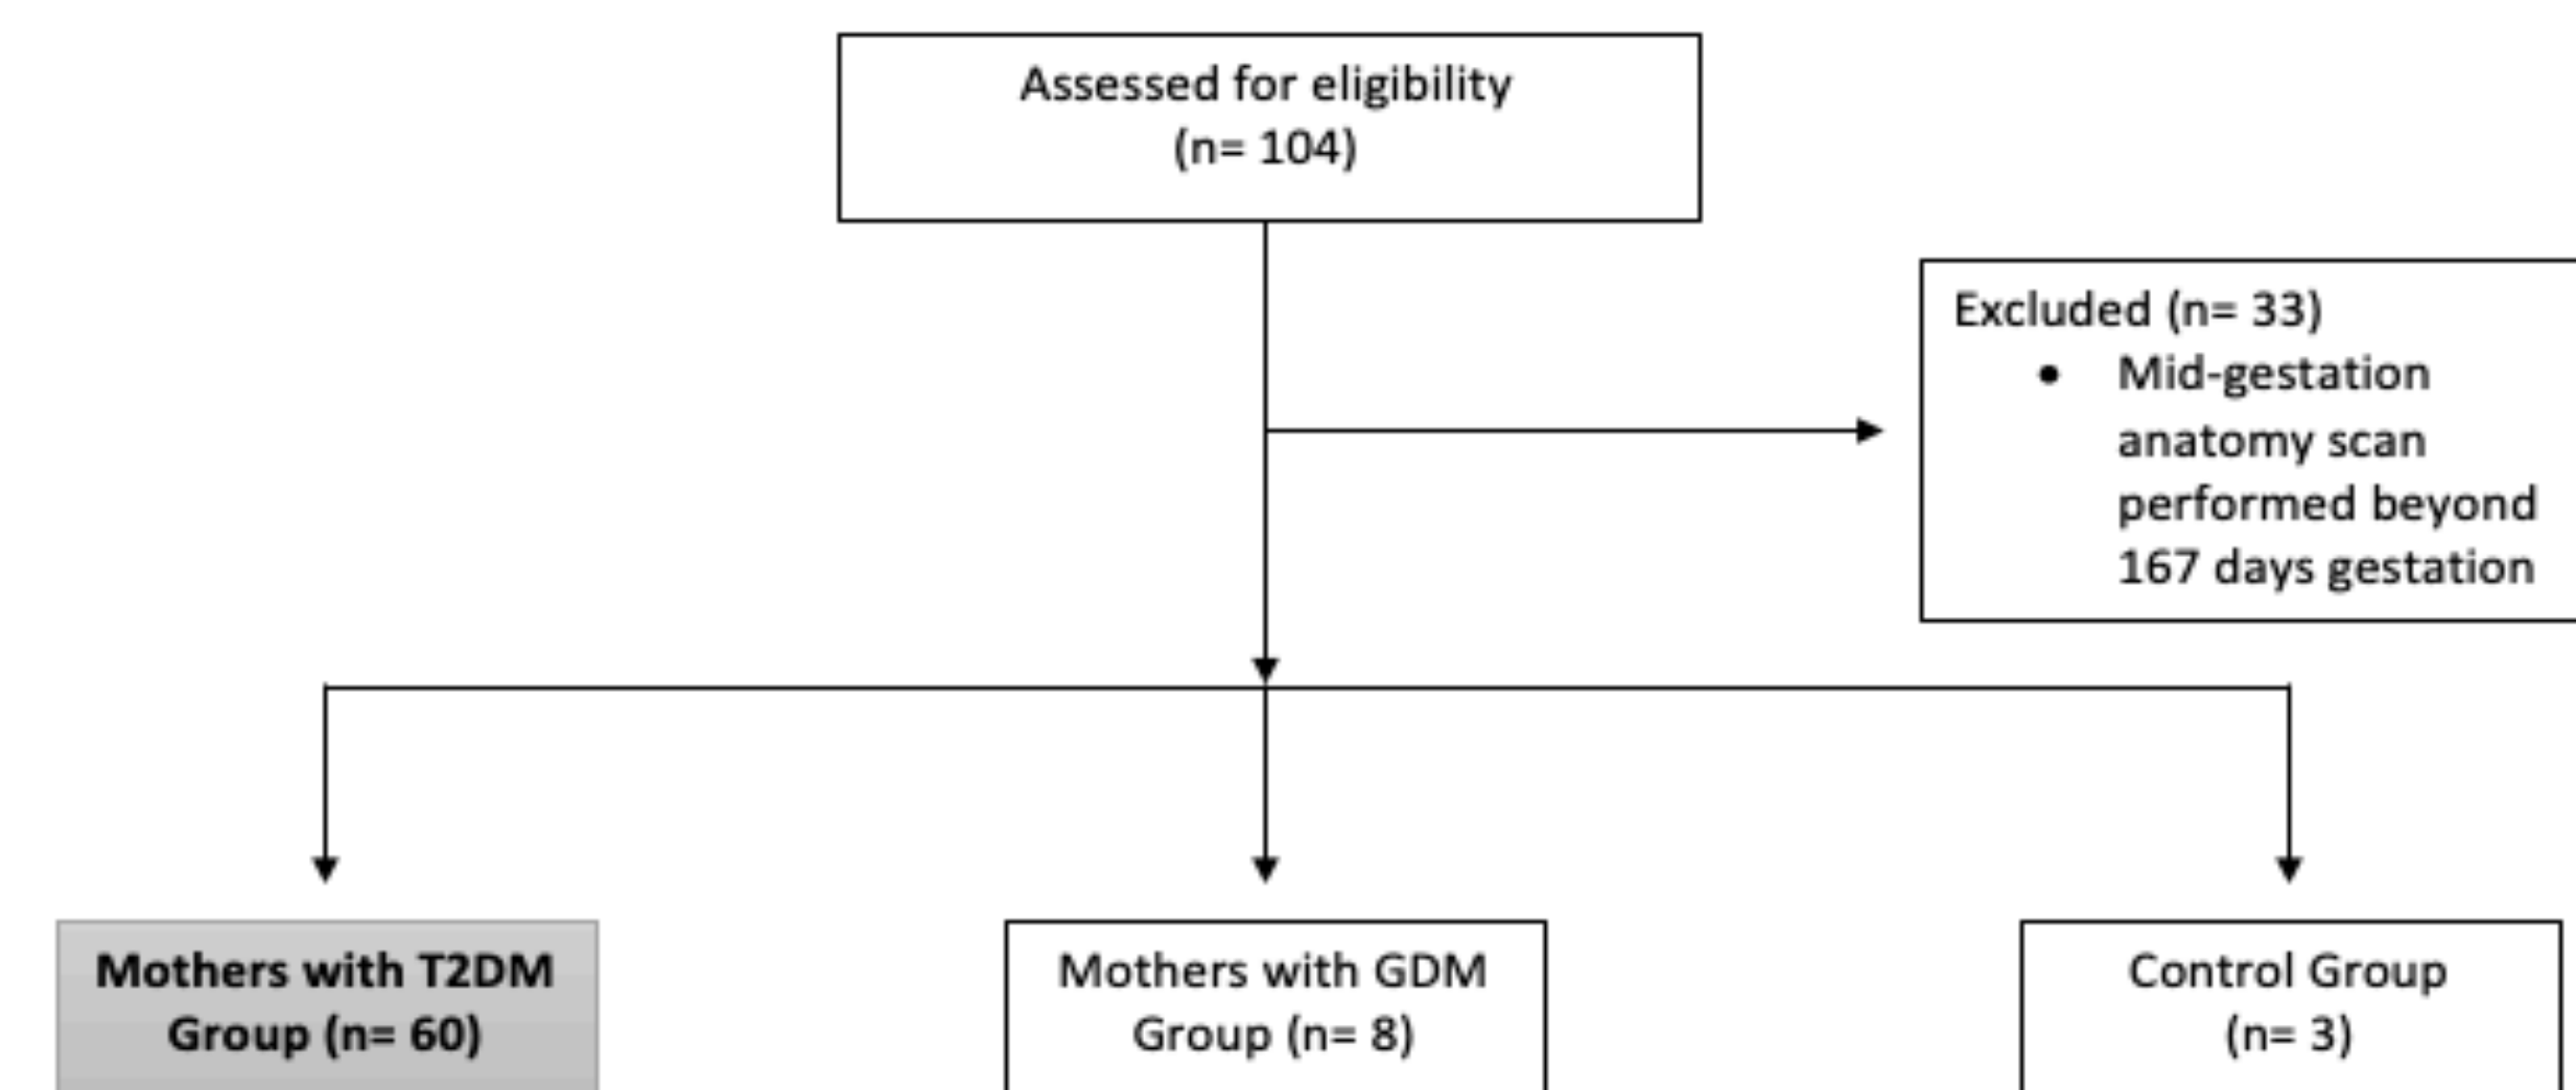 Assessed for eligibility
(n= 104)
Excluded (n= 33)
• Mid-gestation
anatomy scan
performed beyond
167 days gestation
Mothers with T2DM
Group (n= 60)
Mothers with GDM
Group (n= 8)
Control Group
(n= 3)